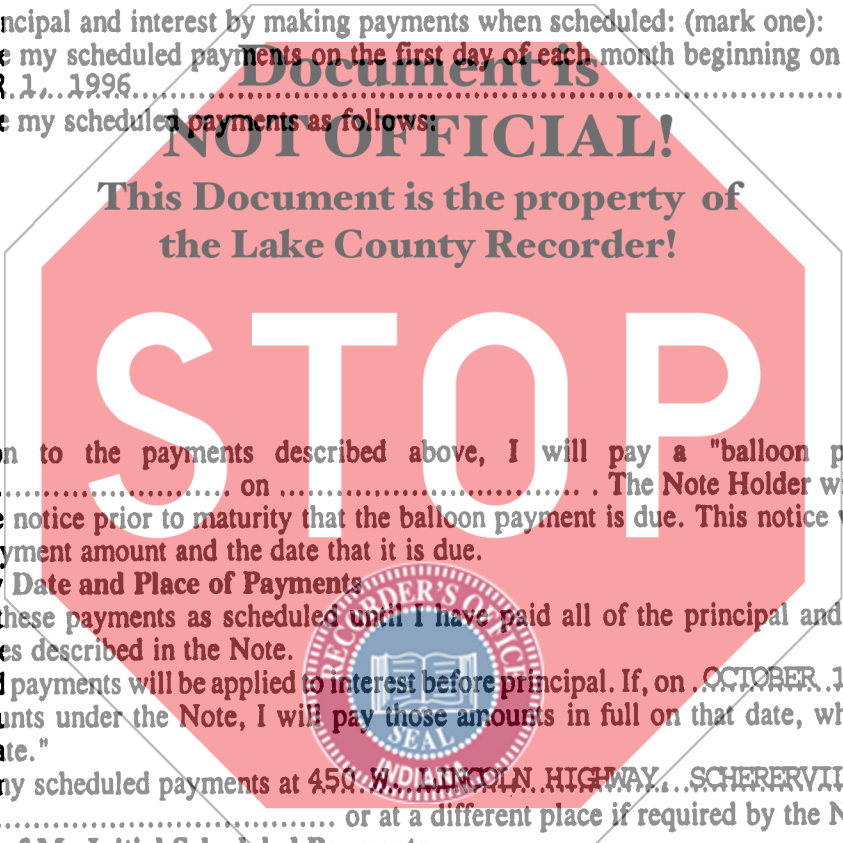 ncipal and interest by making payments when scheduled: (mark one):
e my scheduled payments on the first day of each month beginning on
Document is
R 1, 1996
e my scheduled payments as follows:
NOT OFFICIAL!
This Document is the property of
the Lake County Recorder!
STOP
on to the payments described above, I will pay a "balloon p
.................................. on .................................. . The Note Holder wi
e notice prior to maturity that the balloon payment is due. This notice
yment amount and the date that it is due.
Date and Place of Payments
these payments as scheduled until I have paid all of the principal and
es described in the Note.
payments will be applied to interest before principal. If, on OCTOBER 1
unts under the Note, I will pay those amounts in full on that date, wh
ate."
ny scheduled payments at 450 W. LINCOLN HIGHWAY, SCHERERVIL
.................................. or at a different place if required by the N
RECORDER'S OFFICE
SEAL
INDIANA